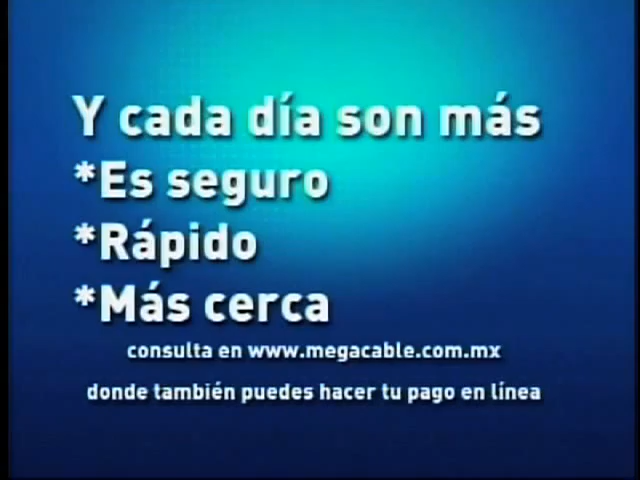 Y cada día son más
*Es seguro
*Rápido
*Más cerca
consulta en www.megacable.com.mx
donde también puedes hacer tu pago en línea